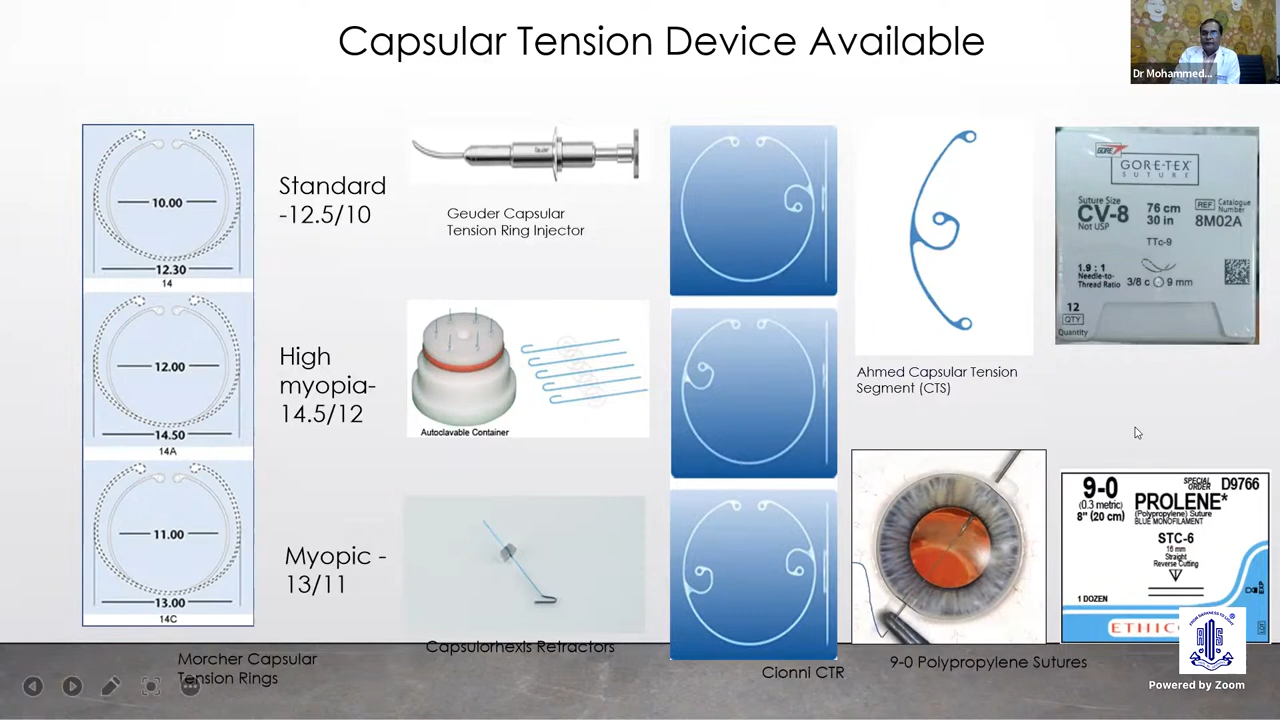 Capsular Tension Device Available
Dr Mohammed...
10.00
12.30
14
12.00
14.50
14A
11.00
13.00
14C
Morcher Capsular
Tension Rings
Standard
-12.5/10
High
myopia-
14.5/12
Myopic -
13/11
Geuder Capsular
Tension Ring Injector
Autoclavable Container
Capsulorhexis Retractors
Cionni CTR
Ahmed Capsular Tension
Segment (CTS)
9-0 Polypropylene Sutures
GORE
GORE-TEX
SUTURE
Suture Size
CV-8
Not USP
76 cm
30 in
REF Catalogue
Number
8M02A
TTc-9
1.9 : 1
Needle-to-
Thread Ratio
3/8 c
9 mm
12
QTY
Quantity
9-0
(0.3 metric)
8" (20 cm)
SPECIAL
ORDER
D9766
PROLENE*
(Polypropylene) Suture
BLUE MONOFILAMENT
STC-6
16 mm
Straight
Reverse Cutting
1 DOZEN
EXP
LOT
ETHIC
Powered by Zoom